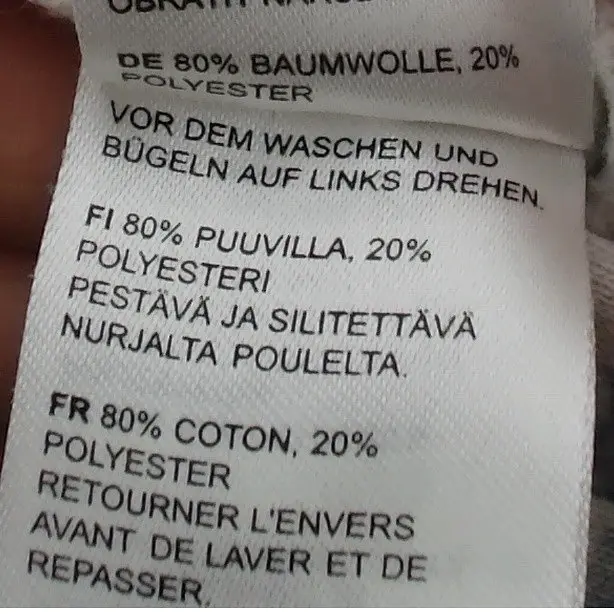 DE 80% BAUMWOLLE, 20%
POLYESTER
VOR DEM WASCHEN UND
BÜGELN AUF LINKS DREHEN.
FI 80% PUUVILLA, 20%
POLYESTERI
PESTÄVÄ JA SILITETTÄVÄ
NURJALTA POULELTA.
FR 80% COTON, 20%
POLYESTER
RETOURNER L'ENVERS
AVANT DE LAVER ET DE
REPASSER.